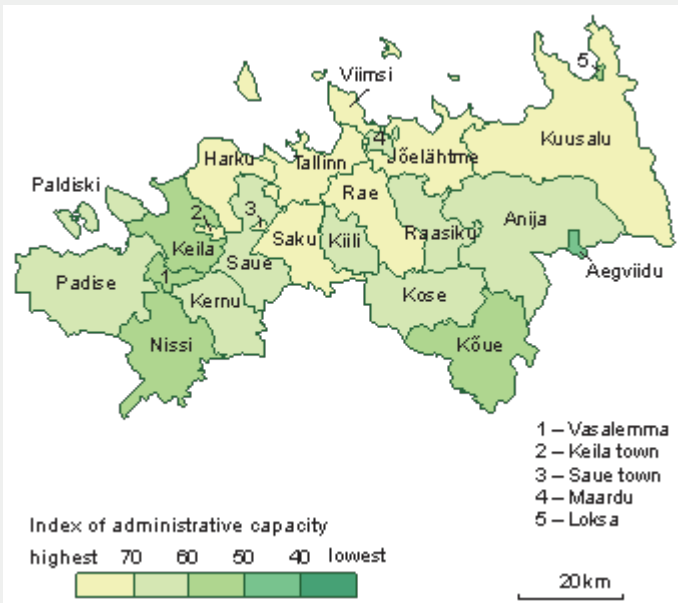 5
Viimsi
4
Kuusalu
Harku
Tallinn
Jõelähtme
Paldiski
2
3
Rae
Keila
Saku
Kiili
Raasiku
Anija
Saue
Padise
1
Kernu
Kose
Aegviidu
Nissi
Kõue
1 – Vasalemma
2 – Keila town
3 – Saue town
4 – Maardu
5 – Loksa
Index of administrative capacity
highest 70 60 50 40 lowest
20km